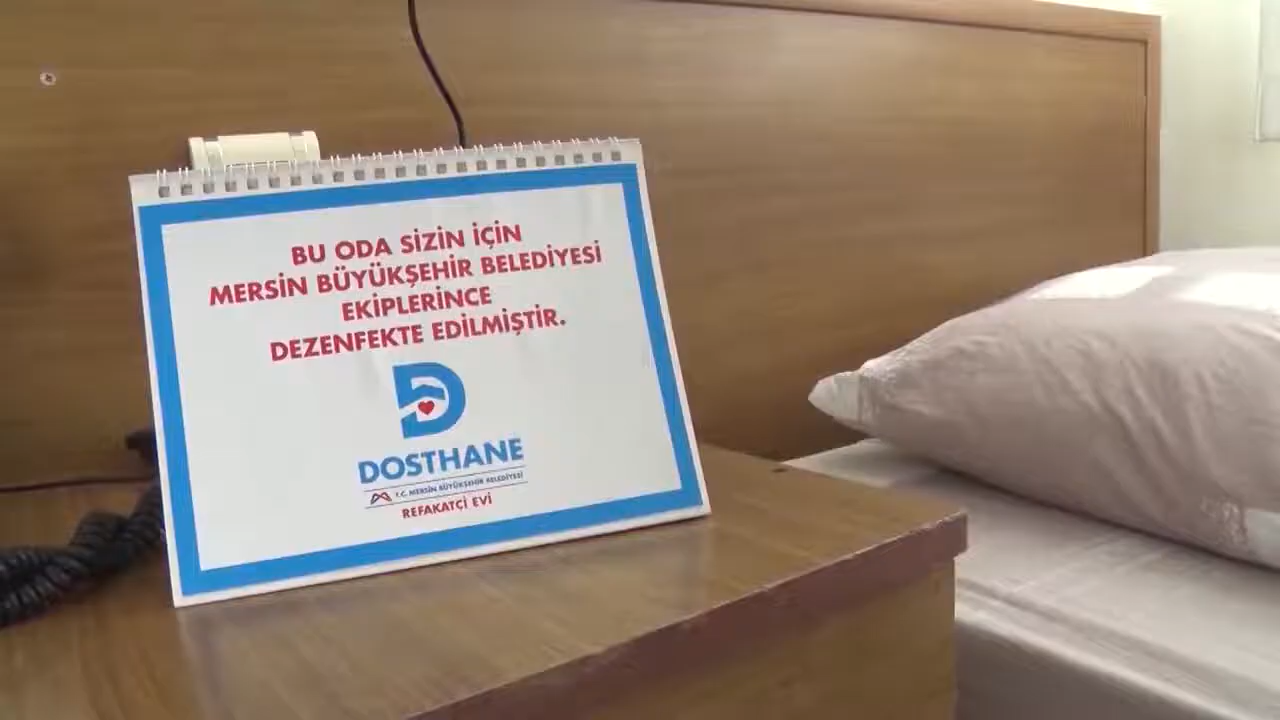 BU ODA SİZİN İÇİN
MERSİN BÜYÜKŞEHİR BELEDİYESİ
EKİPLERİNCE
DEZENFEKTE EDİLMİŞTİR.
DOSTHANE
T.C. MERSİN BÜYÜKŞEHİR BELEDİYESİ
REFAKATÇİ EVİ